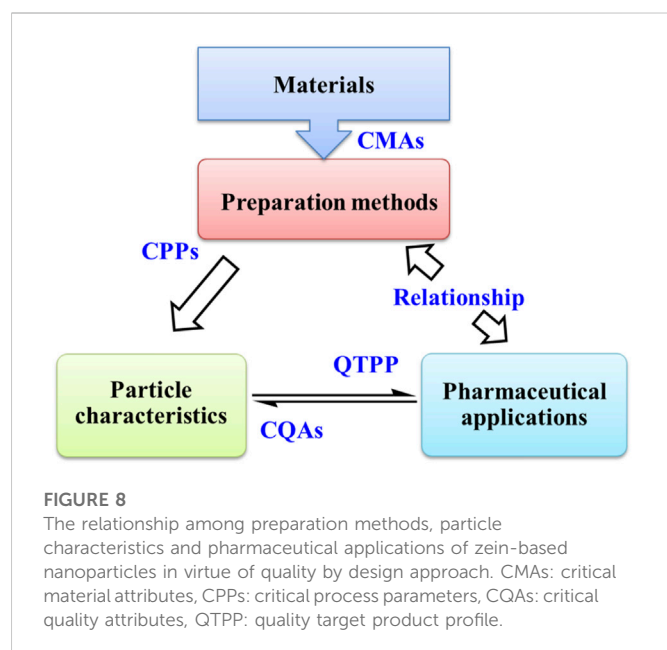 Materials
CMAs
Preparation methods
CPPs
Relationship
Particle
characteristics
QTPP
CQAs
Pharmaceutical
applications
FIGURE 8
The relationship among preparation methods, particle
characteristics and pharmaceutical applications of zein-based
nanoparticles in virtue of quality by design approach. CMAs: critical
material attributes, CPPs: critical process parameters, CQAs: critical
quality attributes, QTPP: quality target product profile.